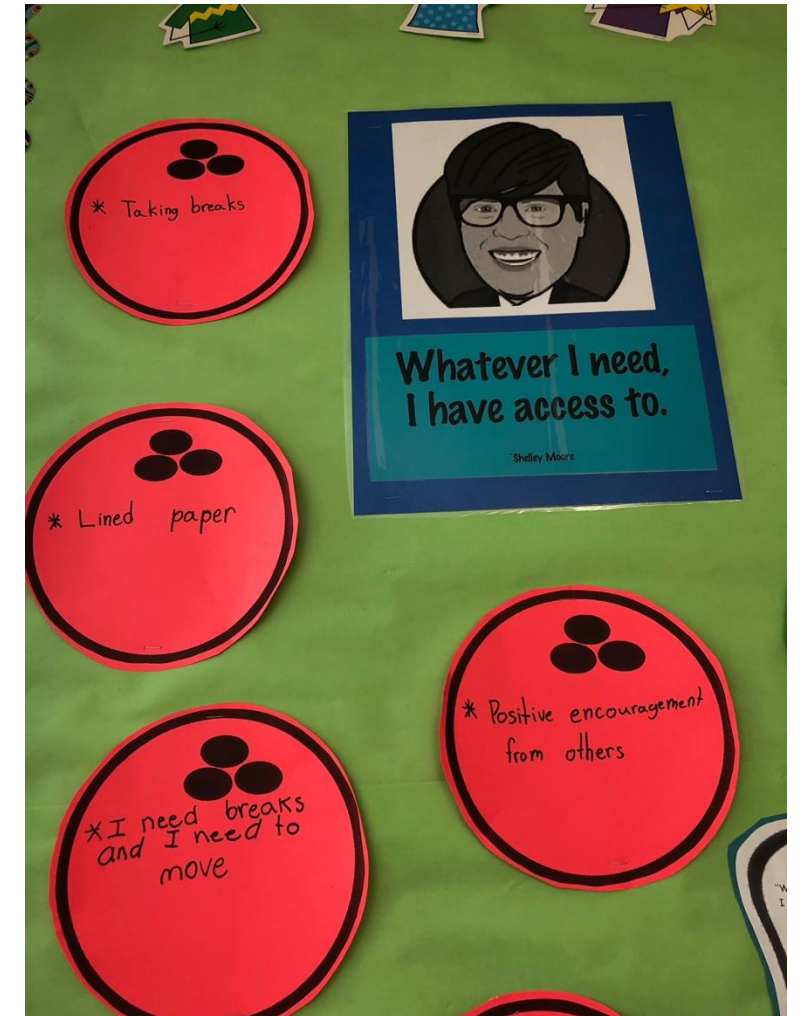 * Taking breaks
Whatever I need,
I have access to.
~Shelley Moore
* Lined paper
* Positive encouragement
from others
* I need breaks
and I need to
move
"W
I